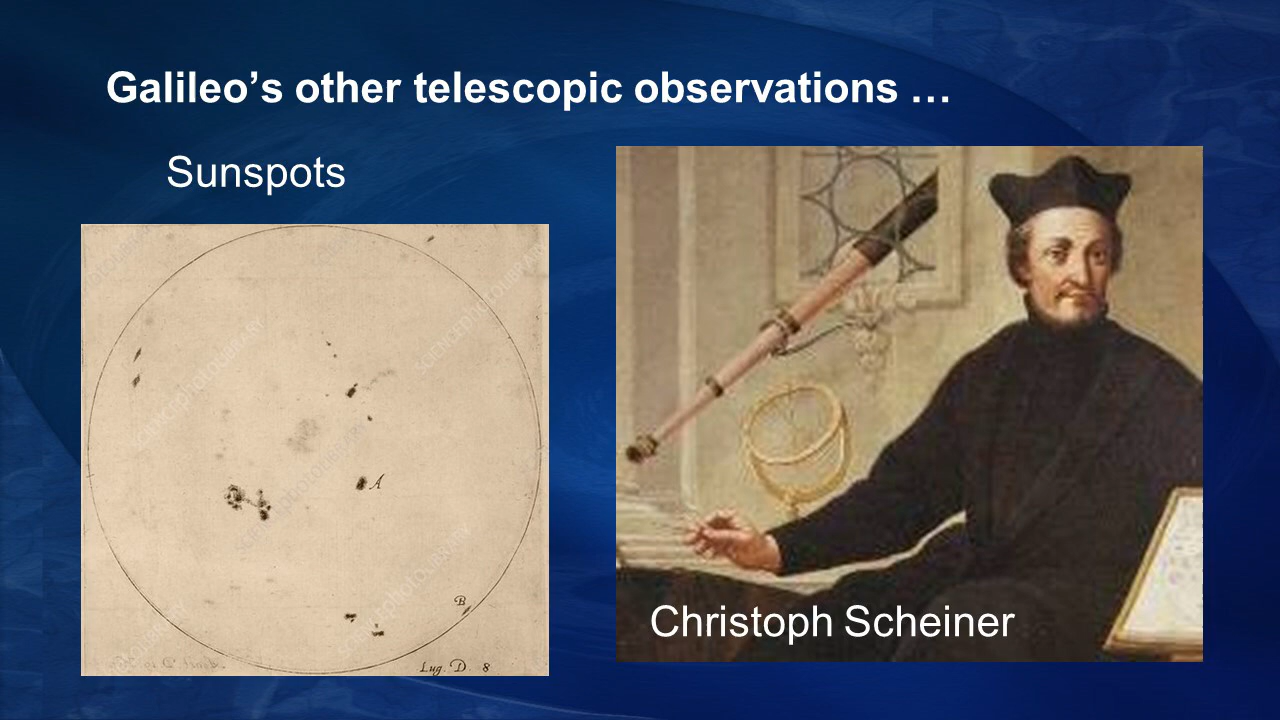 Galileo’s other telescopic observations …
Sunspots
A
B
Lug. D. 8
Christoph Scheiner